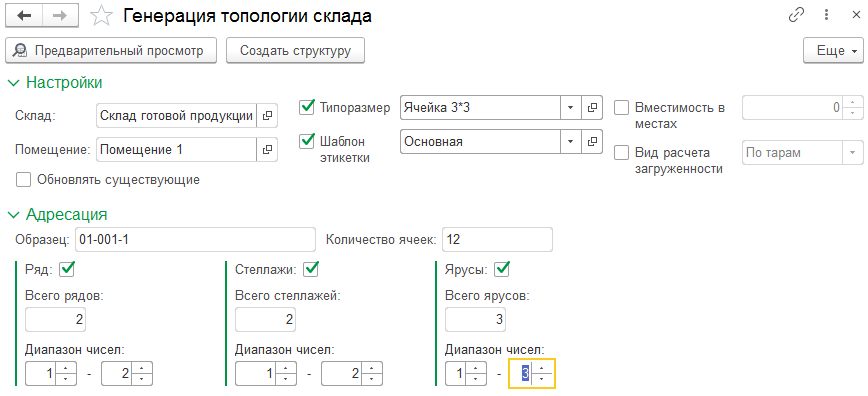 Генерация топологии склада
Предварительный просмотр
Создать структуру
Еще
Настройки
Склад: Склад готовой продукции
Типоразмер Ячейка 3*3
Вместимость в местах 0
Помещение: Помещение 1
Шаблон этикетки Основная
Вид расчета загруженности По тарам
Обновлять существующие
Адресация
Образец: 01-001-1 Количество ячеек: 12
Ряд: Стеллажи: Ярусы:
Всего рядов: Всего стеллажей: Всего ярусов:
2 2 3
Диапазон чисел: Диапазон чисел: Диапазон чисел:
1 - 2 1 - 2 1 - 3